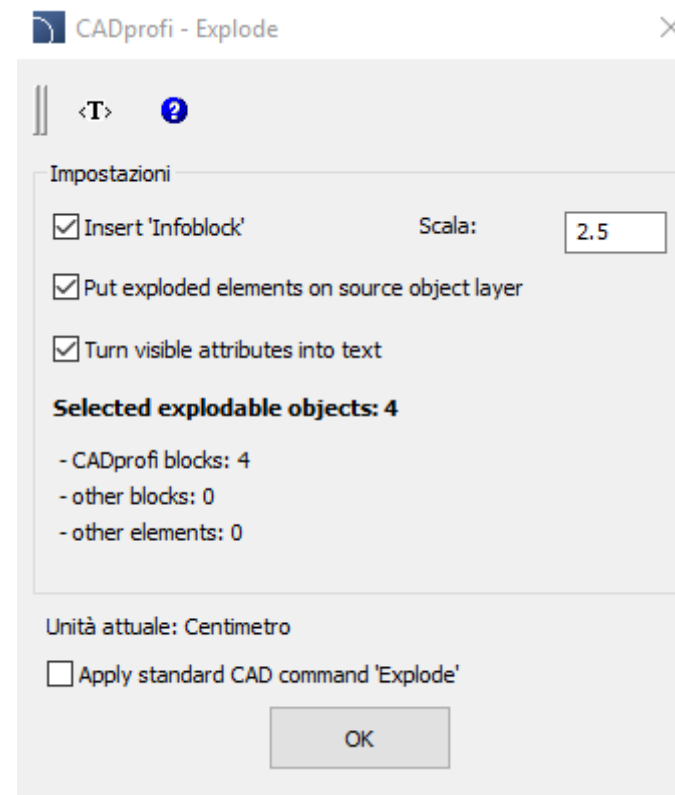 CADprofi - Explode
<T> ?
Impostazioni
Insert 'Infoblock' Scala: 2.5
Put exploded elements on source object layer
Turn visible attributes into text
Selected explodable objects: 4
- CADprofi blocks: 4
- other blocks: 0
- other elements: 0
Unità attuale: Centimetro
Apply standard CAD command 'Explode'
OK